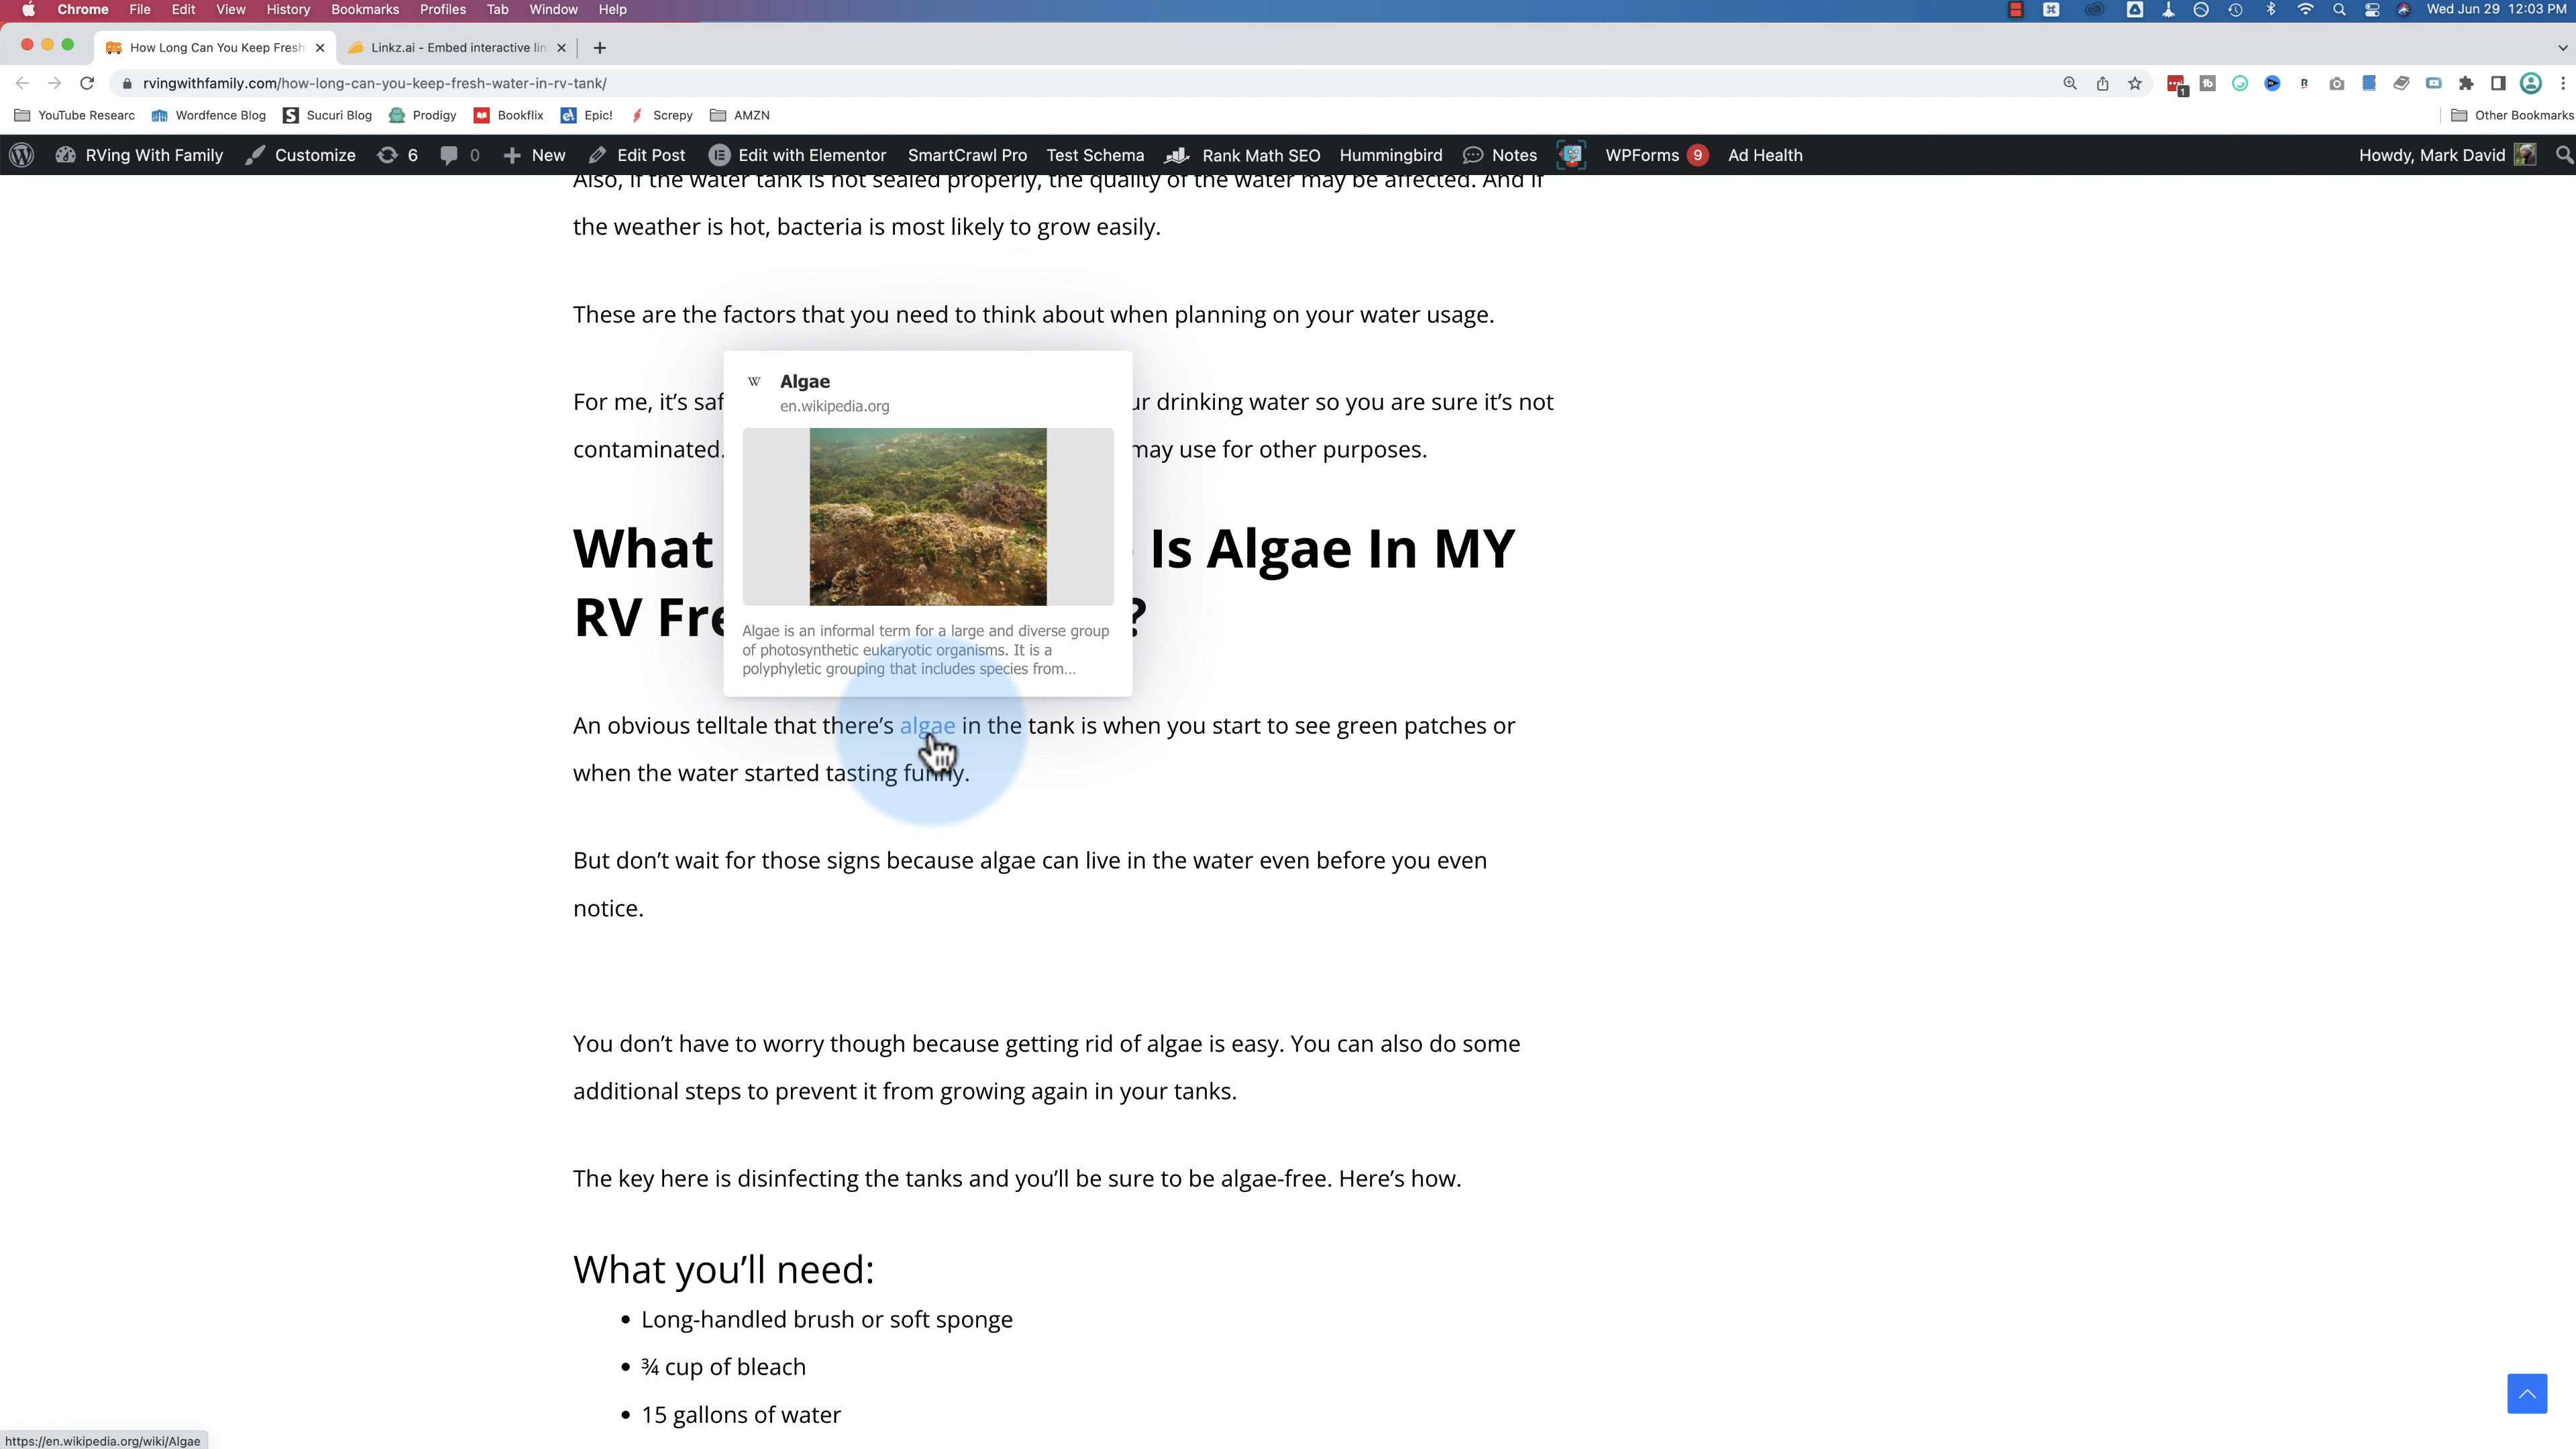 Chrome File Edit View History Bookmarks Profiles Tab Window Help Wed Jun 29 12:03 PM
How Long Can You Keep Fresh Linkz.ai - Embed interactive lin
rvingwithfamily.com/how-long-can-you-keep-fresh-water-in-rv-tank/
YouTube Researc Wordfence Blog Sucuri Blog Prodigy Bookflix Epic! Screpy AMZN Other Bookmarks
RVing With Family Customize 6 0 New Edit Post Edit with Elementor SmartCrawl Pro Test Schema Rank Math SEO Hummingbird Notes WPForms 9 Ad Health Howdy, Mark David
Also, if the water tank is not sealed properly, the quality of the water may be affected. And if
the weather is hot, bacteria is most likely to grow easily.
These are the factors that you need to think about when planning on your water usage.
For me, it’s saf
ur drinking water so you are sure it’s not
contaminated.
may use for other purposes.
What
Is Algae In MY
RV Fre
?
W Algae
en.wikipedia.org
Algae is an informal term for a large and diverse group
of photosynthetic eukaryotic organisms. It is a
polyphyletic grouping that includes species from...
An obvious telltale that there’s algae in the tank is when you start to see green patches or
when the water started tasting funny.
But don’t wait for those signs because algae can live in the water even before you even
notice.
You don’t have to worry though because getting rid of algae is easy. You can also do some
additional steps to prevent it from growing again in your tanks.
The key here is disinfecting the tanks and you’ll be sure to be algae-free. Here’s how.
What you’ll need:
• Long-handled brush or soft sponge
• ¾ cup of bleach
• 15 gallons of water
https://en.wikipedia.org/wiki/Algae